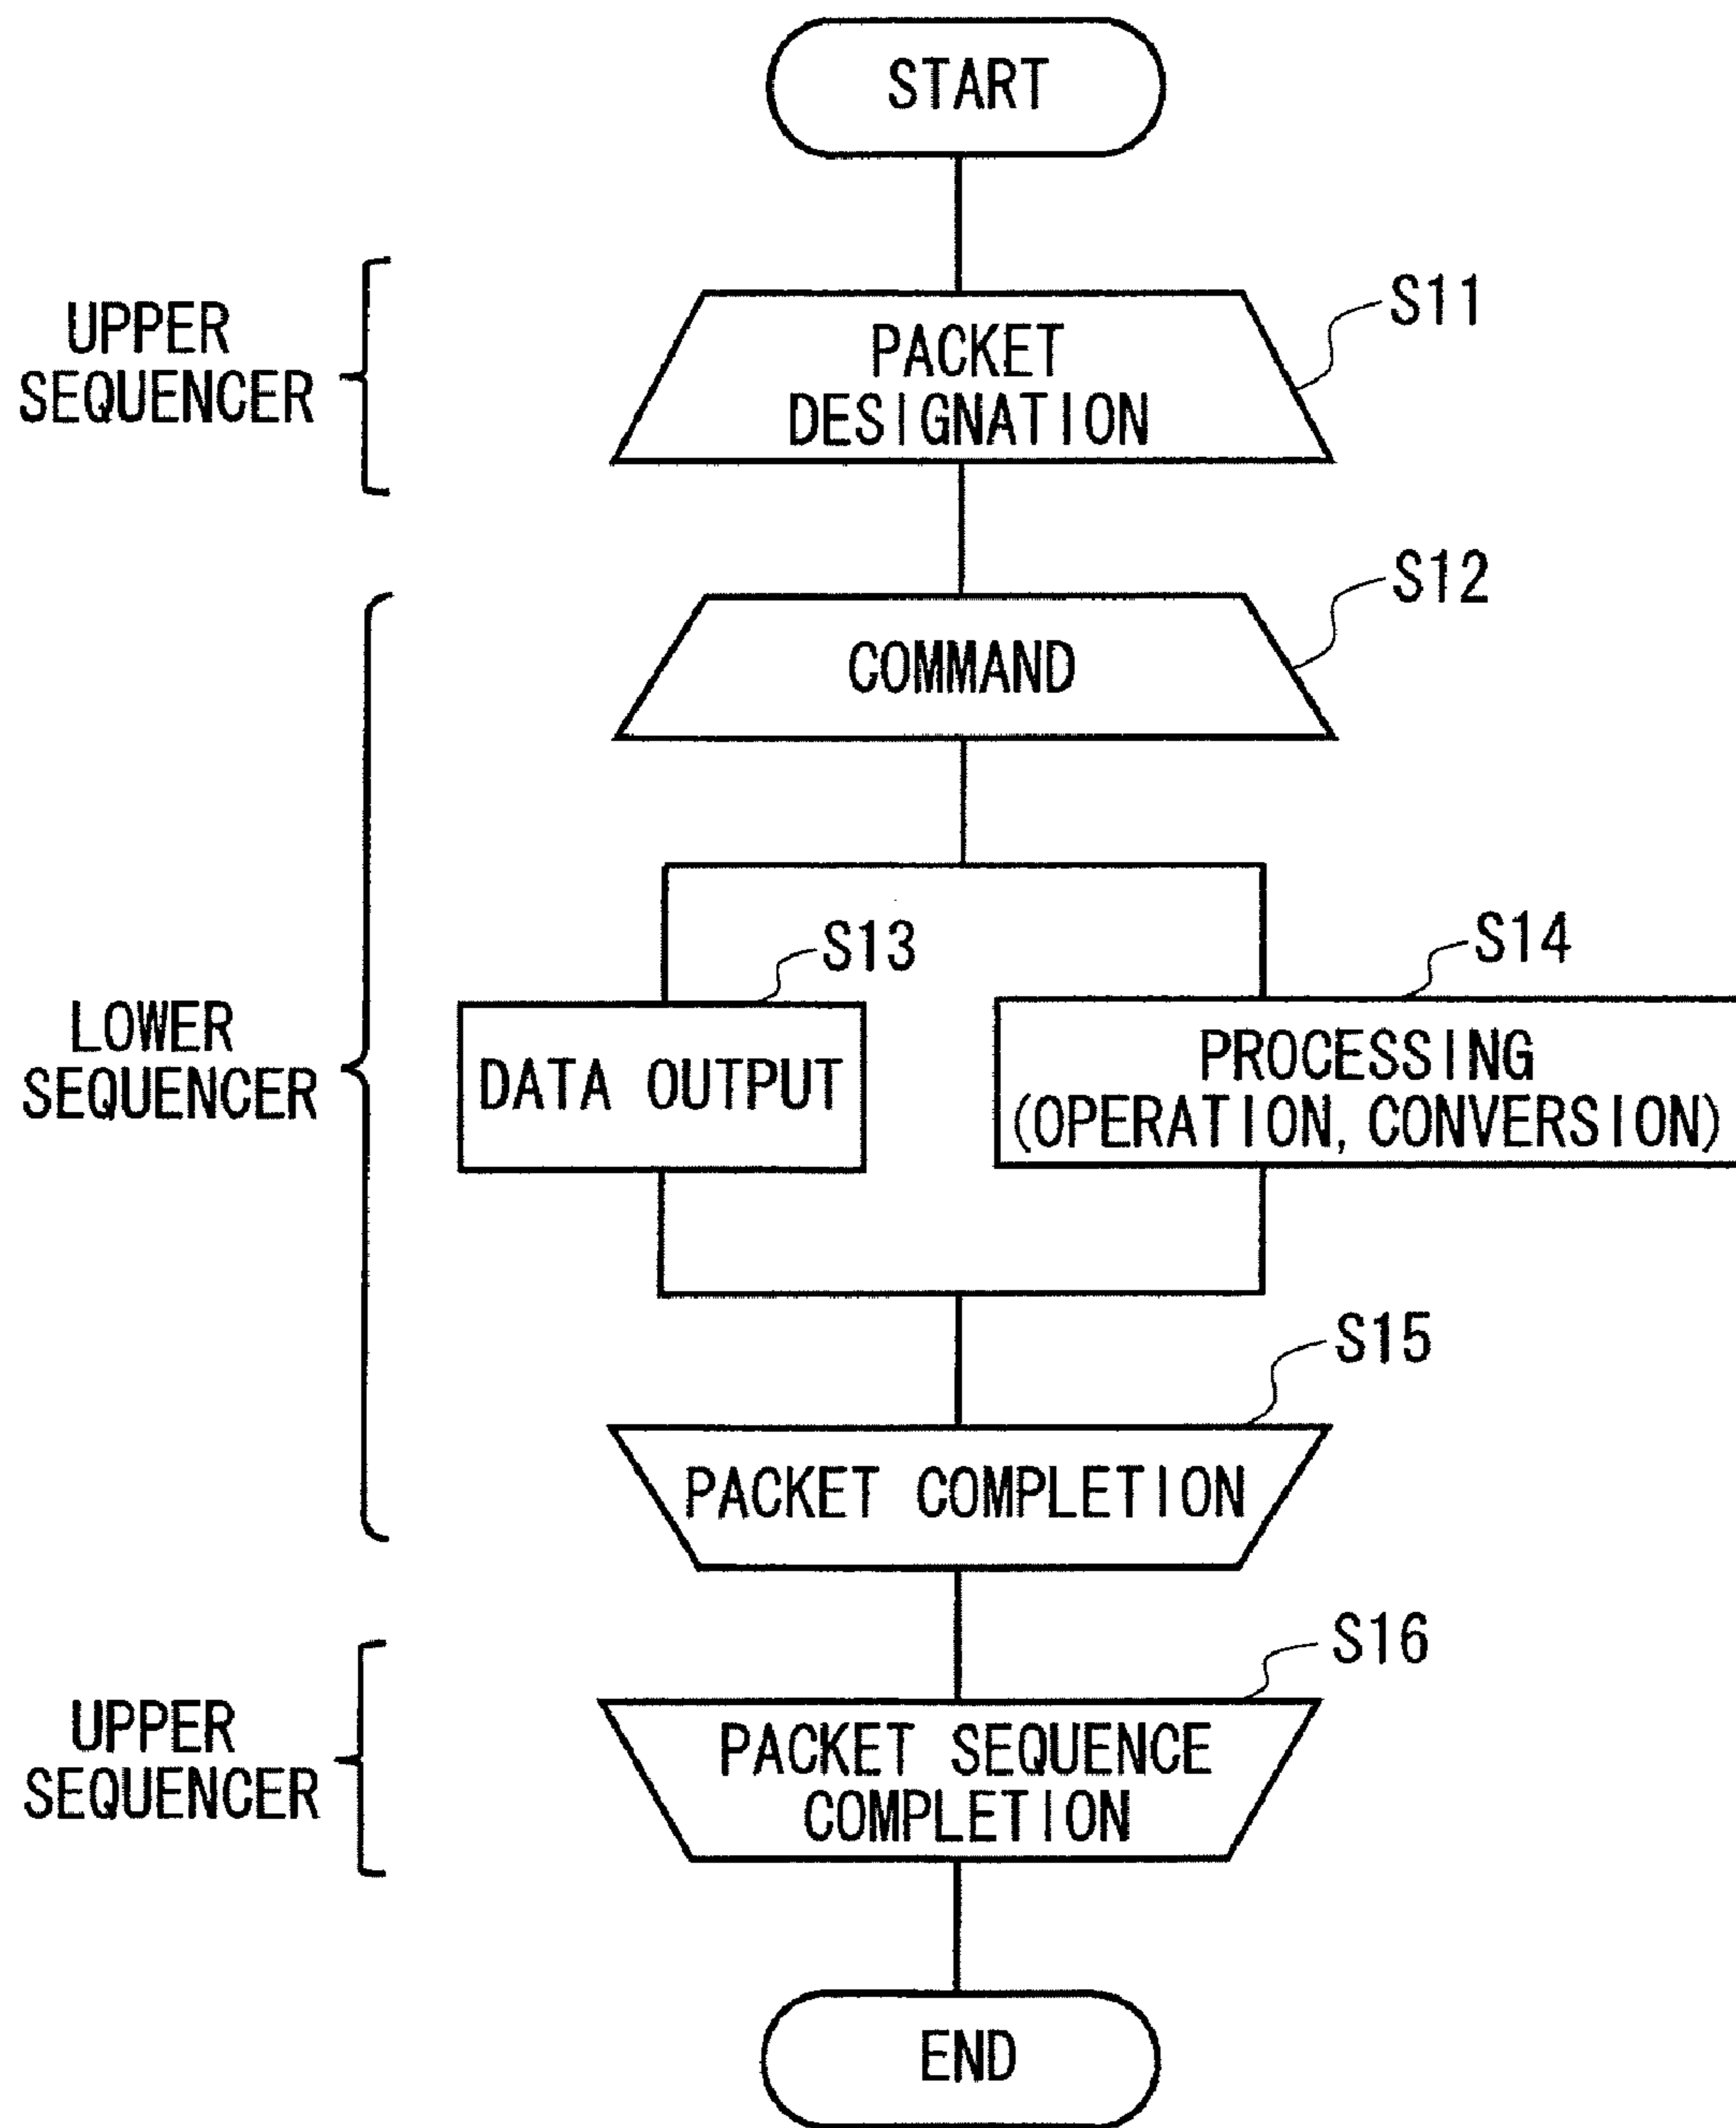 START
UPPER
SEQUENCER
PACKET
DESIGNATION
S11
COMMAND
S12
LOWER
SEQUENCER
DATA OUTPUT
S13
PROCESSING
(OPERATION, CONVERSION)
S14
PACKET COMPLETION
S15
UPPER
SEQUENCER
PACKET SEQUENCE
COMPLETION
S16
END